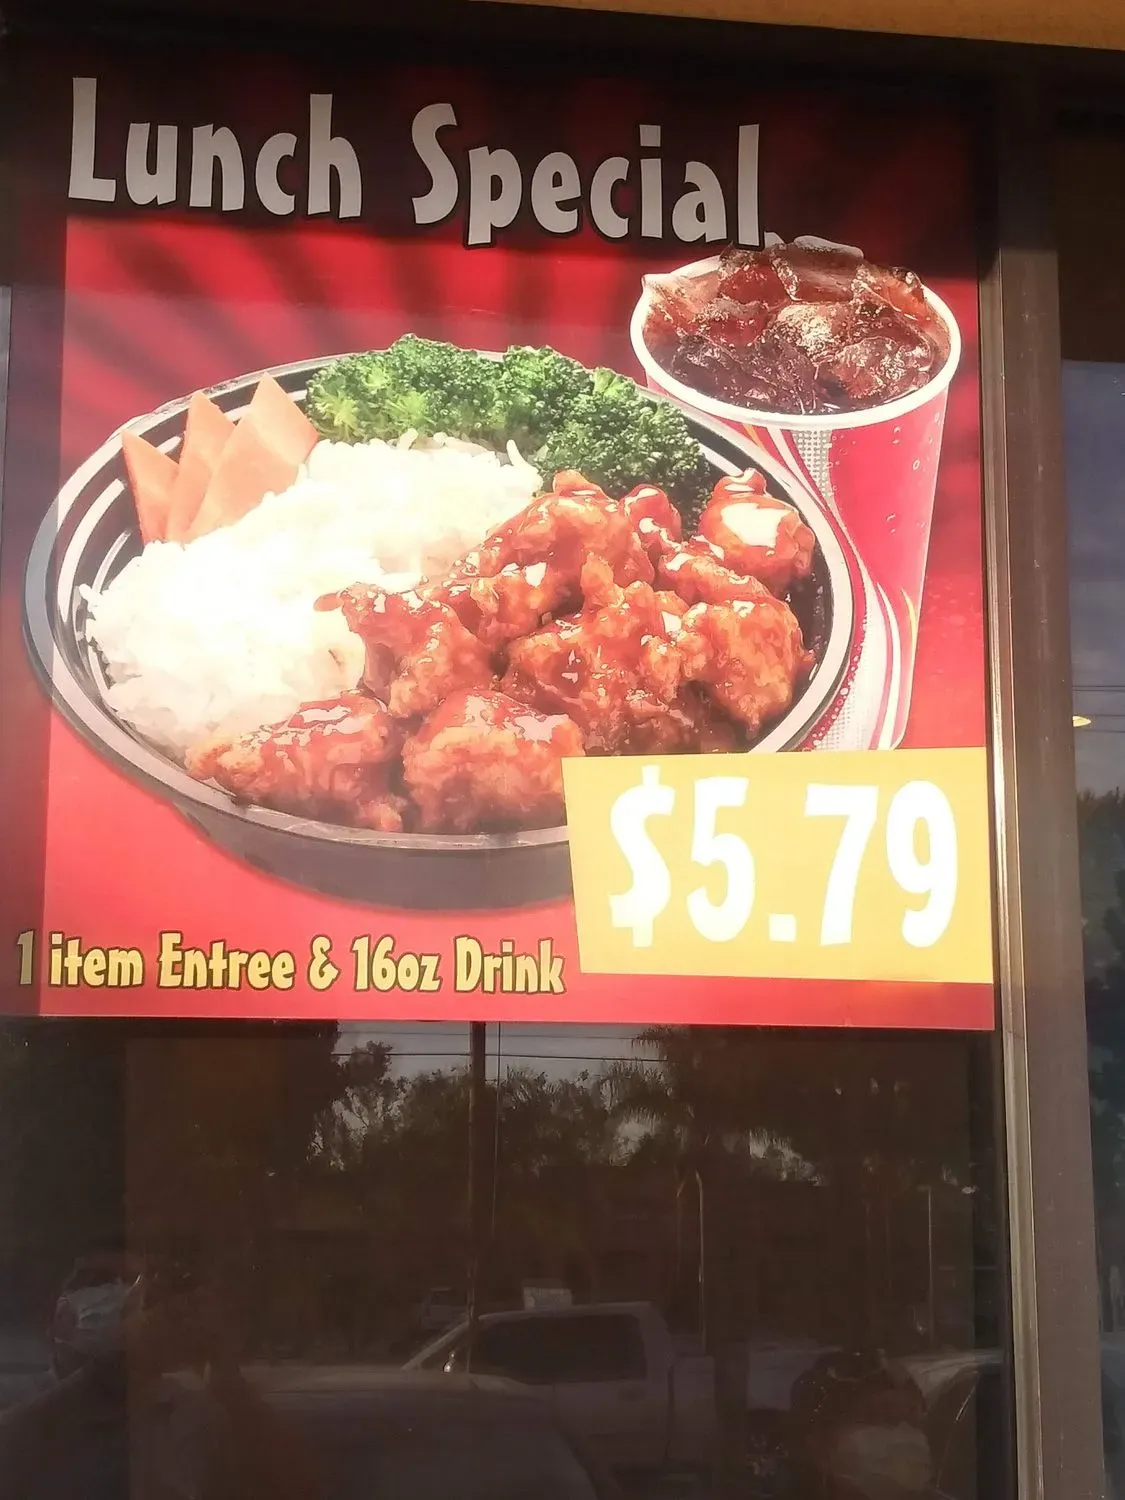 Lunch Special
$5.79
1 item Entree & 16oz Drink